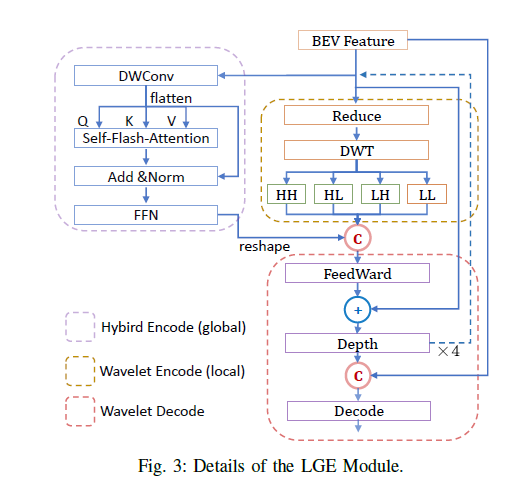 BEV Feature
DWConv
flatten
Q K V
Self-Flash-Attention
Add &Norm
FFN
reshape
Reduce
DWT
HH HL LH LL
C
FeedWard
+
Depth
×4
C
Decode
Hybird Encode (global)
Wavelet Encode (local)
Wavelet Decode
Fig. 3: Details of the LGE Module.